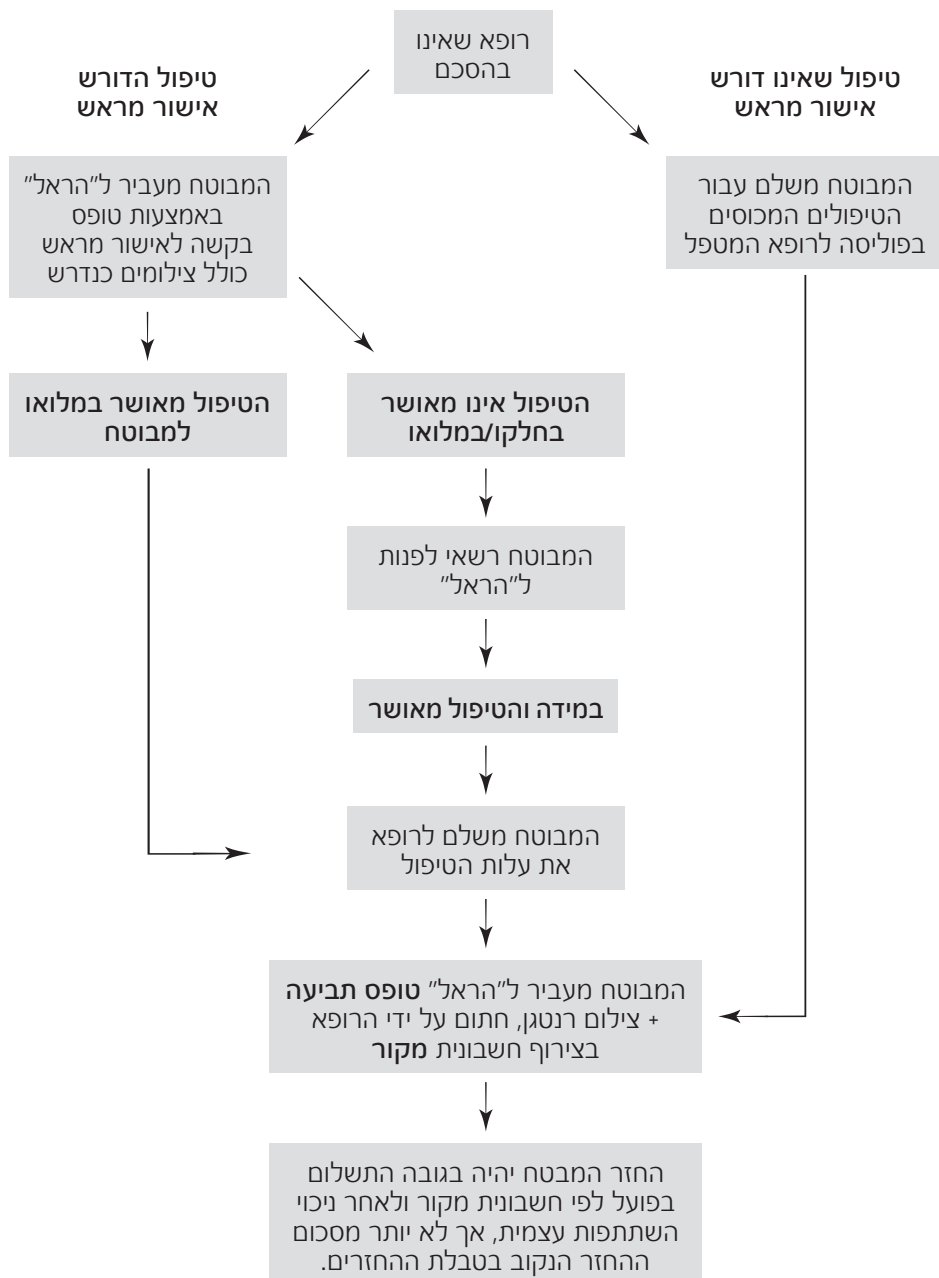 רופא שאינו
בהסכם
טיפול שאינו דורש
אישור מראש
טיפול הדורש
אישור מראש
המבוטח משלם עבור
הטיפולים המכוסים
בפוליסה לרופא המטפל
המבוטח מעביר ל"הראל"
באמצעות טופס
בקשה לאישור מראש
כולל צילומים כנדרש
הטיפול אינו מאושר
בחלקו/במלואו
הטיפול מאושר במלואו
למבוטח
המבוטח רשאי לפנות
ל"הראל"
במידה והטיפול מאושר
המבוטח משלם לרופא
את עלות הטיפול
המבוטח מעביר ל"הראל" טופס תביעה
+ צילום רנטגן, חתום על ידי הרופא
בצירוף חשבונית מקור
החזר המבטח יהיה בגובה התשלום
בפועל לפי חשבונית מקור ולאחר ניכוי
השתתפות עצמית, אך לא יותר מסכום
ההחזר הנקוב בטבלת ההחזרים.